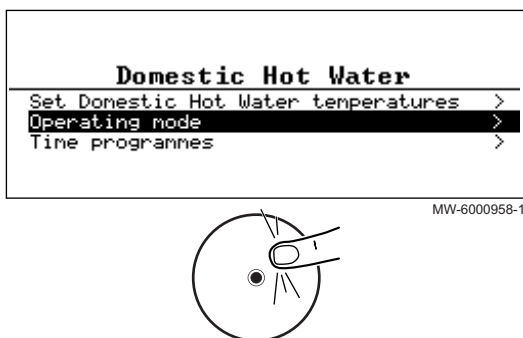 Domestic Hot Water
Set Domestic Hot Water temperatures >
Operating mode >
Time programmes >
MW-6000958-1